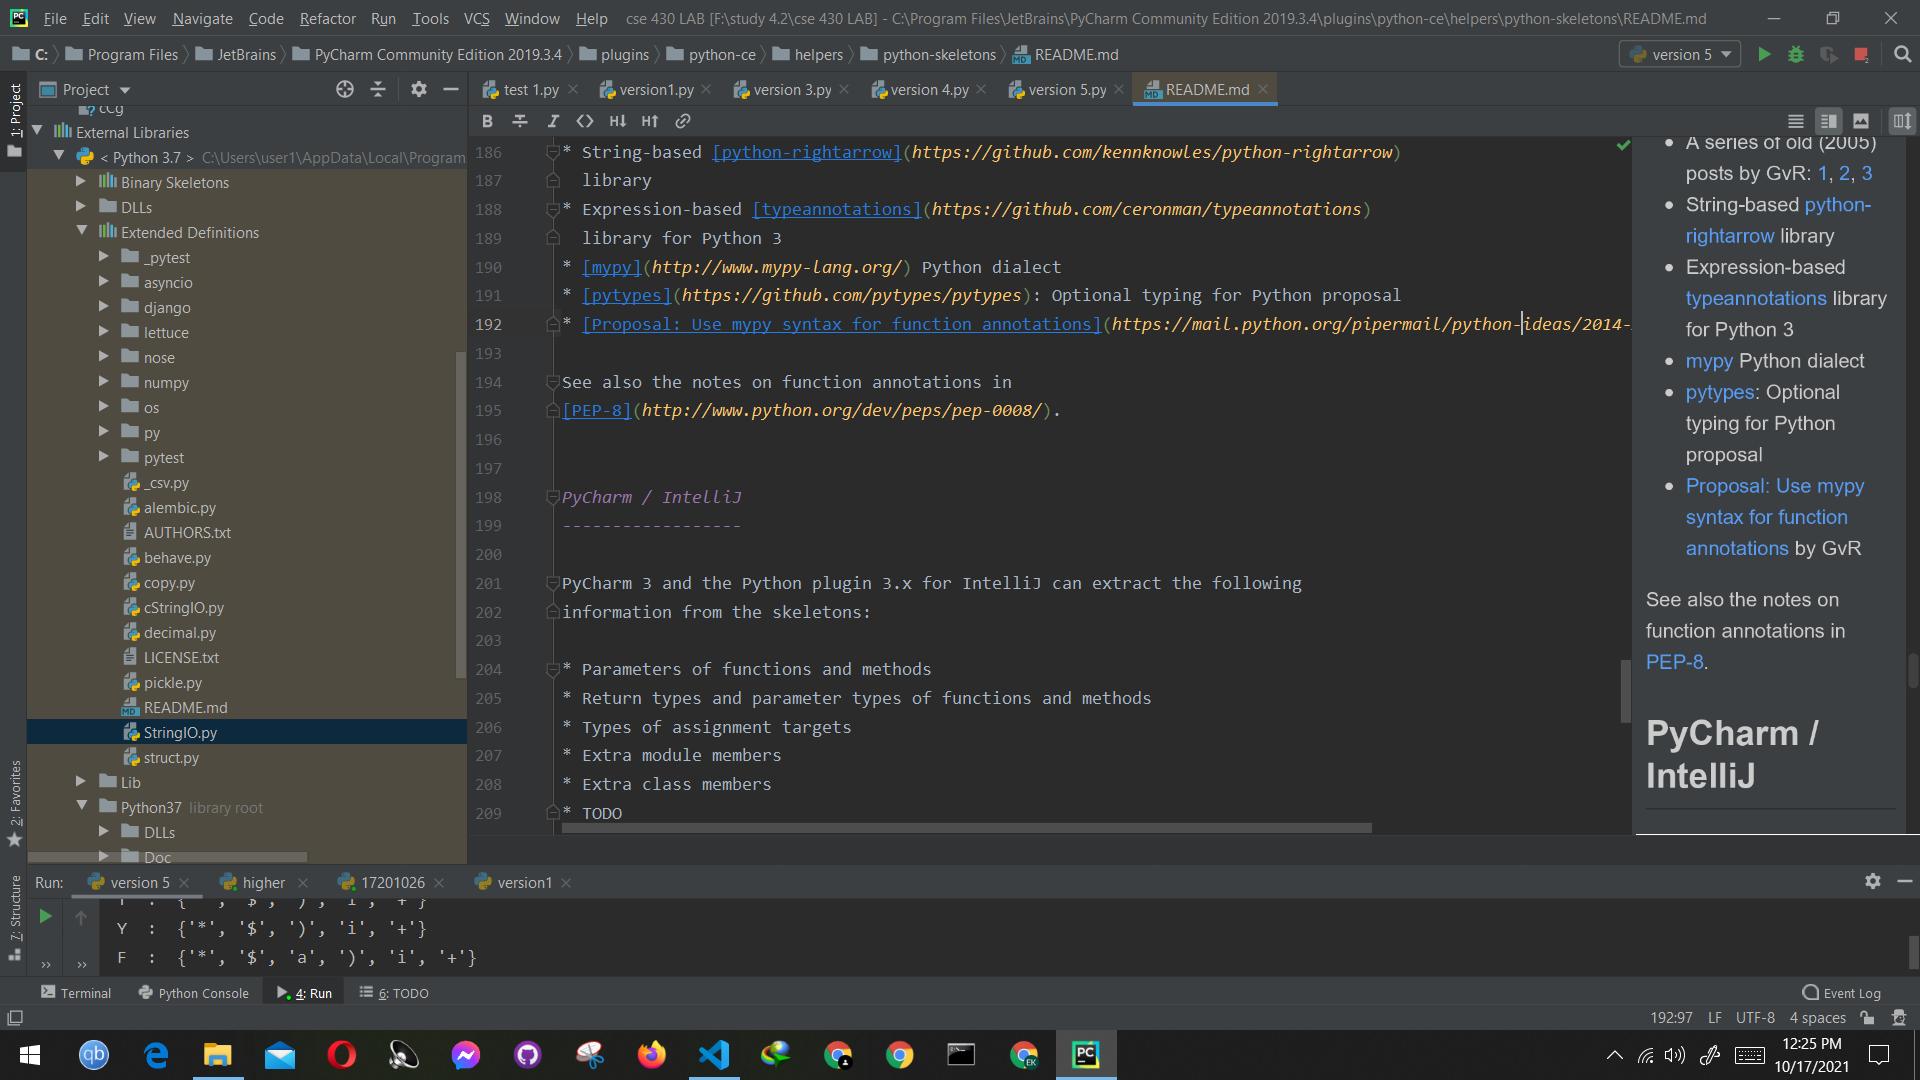 File Edit View Navigate Code Refactor Run Tools VCS Window Help cse 430 LAB [F:\study 4.2\cse 430 LAB] - C:\Program Files\JetBrains\PyCharm Community Edition 2019.3.4\plugins\python-ce\helpers\python-skeletons\README.md
C: Program Files JetBrains PyCharm Community Edition 2019.3.4 plugins python-ce helpers python-skeletons README.md version 5
1: Project
Project
test 1.py version1.py version 3.py version 4.py version 5.py README.md
External Libraries
< Python 3.7 > C:\Users\user1\AppData\Local\Program
Binary Skeletons
DLLs
Extended Definitions
_pytest
asyncio
django
lettuce
nose
numpy
os
py
pytest
_csv.py
alembic.py
AUTHORS.txt
behave.py
copy.py
cStringIO.py
decimal.py
LICENSE.txt
pickle.py
README.md
StringIO.py
struct.py
Lib
Python37 library root
DLLs
Doc
2: Favorites
7: Structure
186 * String-based [python-rightarrow](https://github.com/kennknowles/python-rightarrow)
187 library
188 * Expression-based [typeannotations](https://github.com/ceronman/typeannotations)
189 library for Python 3
190 * [mypy](http://www.mypy-lang.org/) Python dialect
191 * [pytypes](https://github.com/pytypes/pytypes): Optional typing for Python proposal
192 * [Proposal: Use mypy syntax for function annotations](https://mail.python.org/pipermail/python-ideas/2014-
193
194 See also the notes on function annotations in
195 [PEP-8](http://www.python.org/dev/peps/pep-0008/).
196
197
198 PyCharm / IntelliJ
199 ------------------
200
201 PyCharm 3 and the Python plugin 3.x for IntelliJ can extract the following
202 information from the skeletons:
203
204 * Parameters of functions and methods
205 * Return types and parameter types of functions and methods
206 * Types of assignment targets
207 * Extra module members
208 * Extra class members
209 * TODO
A series of old (2005)
posts by GvR: 1, 2, 3
String-based python-
rightarrow library
Expression-based
typeannotations library
for Python 3
mypy Python dialect
pytypes: Optional
typing for Python
proposal
Proposal: Use mypy
syntax for function
annotations by GvR
See also the notes on
function annotations in
PEP-8.
PyCharm /
IntelliJ
Run: version 5 higher 17201026 version1
Y : {'*', '$', ')', 'i', '+'}
F : {'*', '$', 'a', ')', 'i', '+'}
Terminal Python Console 4: Run 6: TODO Event Log
192:97 LF UTF-8 4 spaces
12:25 PM
10/17/2021